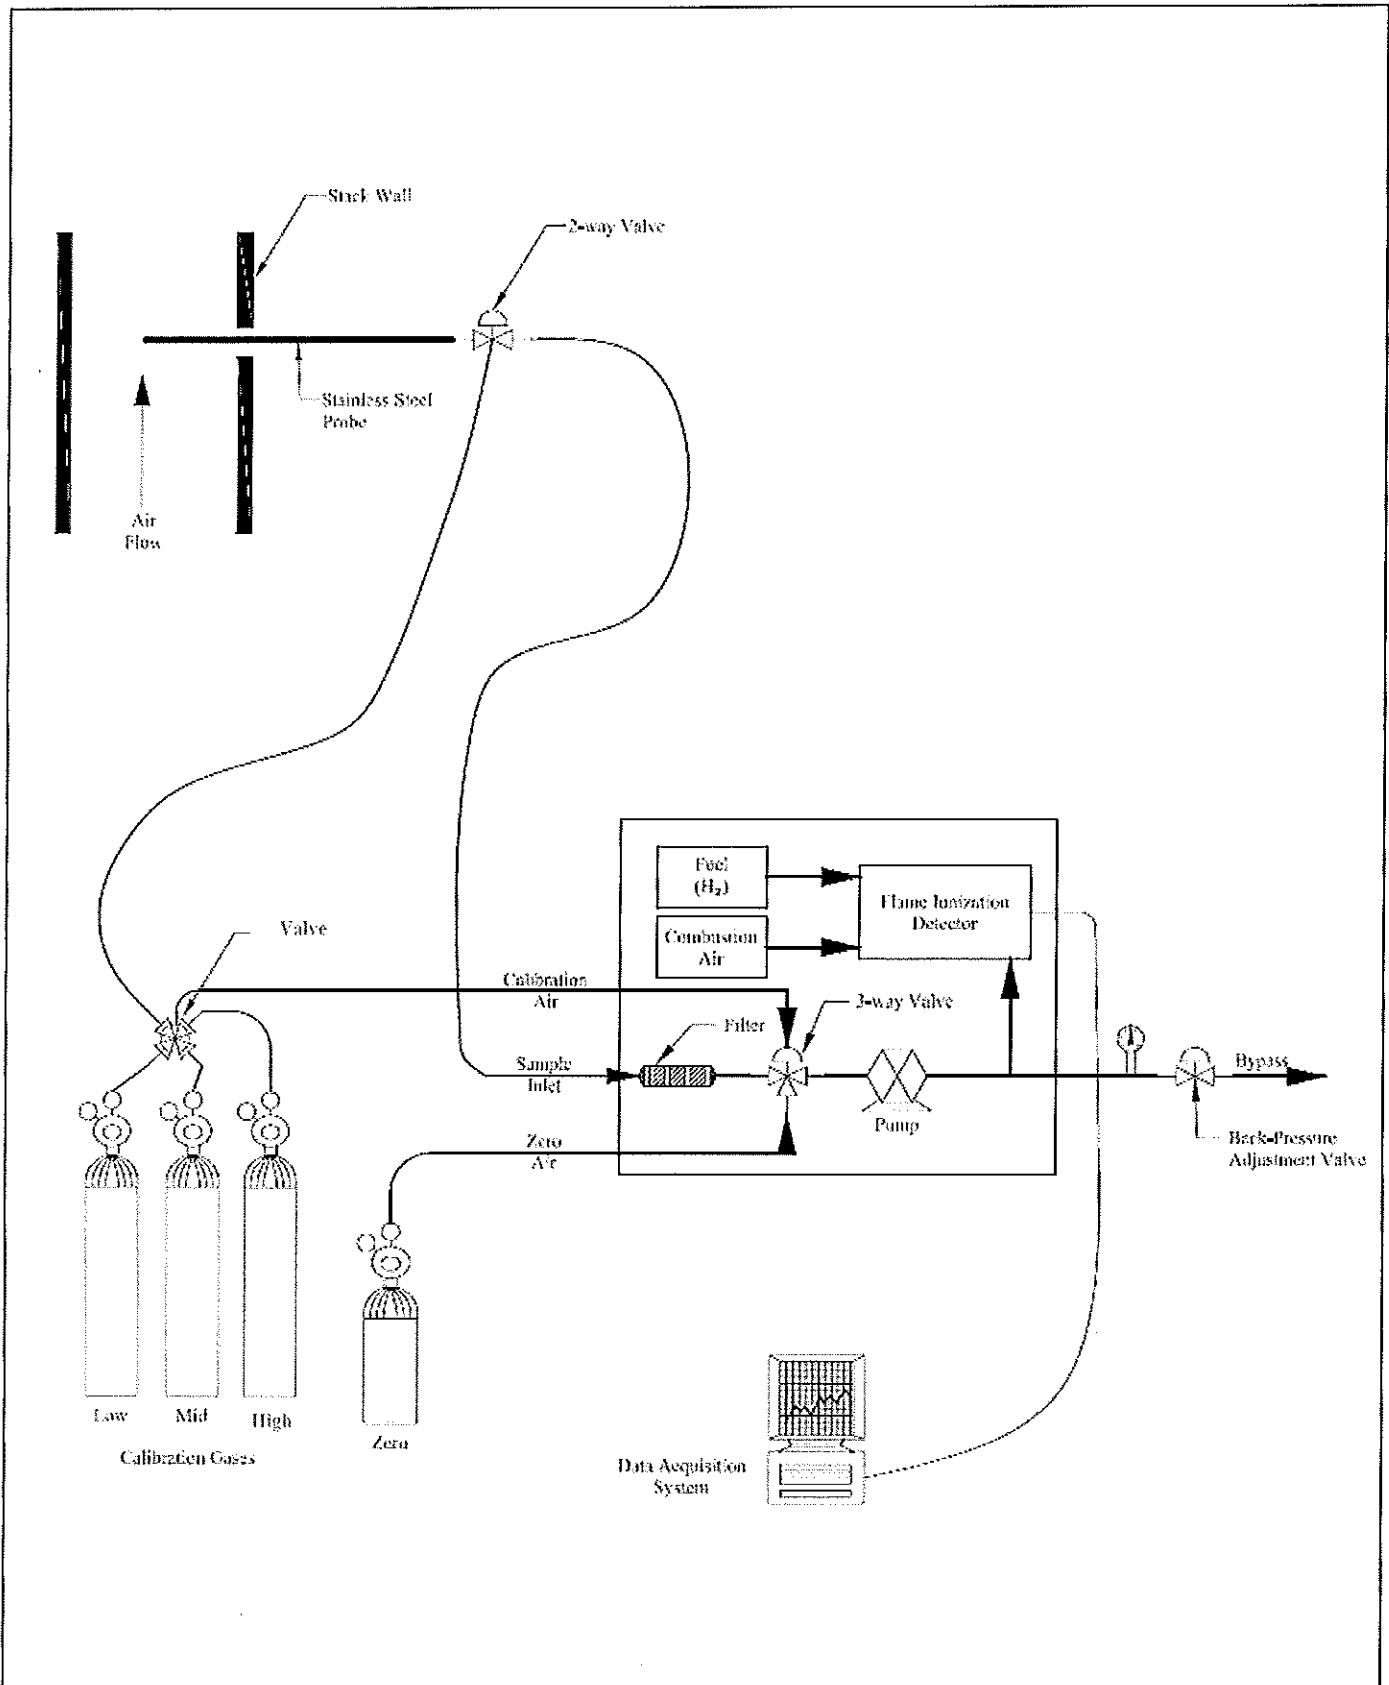 Stack Wall
2-way Valve
Stainless Steel
Probe
Air
Flow
Fuel
(H₂)
Flame Ionization
Detector
Combustion
Air
Valve
Calibration
Air
3-way Valve
Filter
Sample
Inlet
Bypass
Pump
Zero
Air
Back-Pressure
Adjustment Valve
Low
Mid
High
Zero
Calibration Gases
Data Acquisition
System